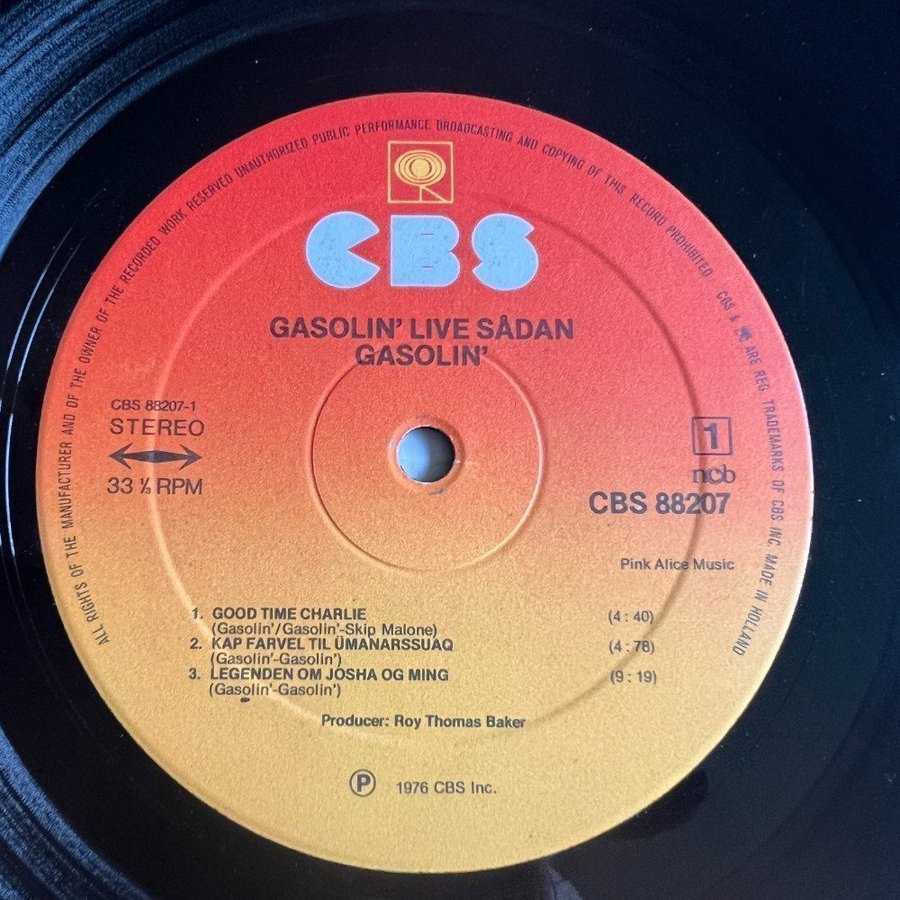 ALL RIGHTS OF THE MANUFACTURER AND OF THE OWNER OF THE RECORDED WORK RESERVED UNAUTHORIZED PUBLIC PERFORMANCE BROADCASTING AND COPYING OF THIS RECORD PROHIBITED
CBS & ARE REG. TRADEMARKS OF CBS INC. MADE IN HOLLAND
CBS
GASOLIN' LIVE SÅDAN
GASOLIN'
CBS 88207-1
STEREO
33 ⅓ RPM
1
ncb
CBS 88207
Pink Alice Music
1. GOOD TIME CHARLIE (4:40)
(Gasolin'/Gasolin'-Skip Malone)
2. KAP FARVEL TIL ÜMANARSSUAQ (4:78)
(Gasolin'-Gasolin')
3. LEGENDEN OM JOSHA OG MING (9:19)
(Gasolin'-Gasolin')
Producer: Roy Thomas Baker
Ⓟ 1976 CBS Inc.